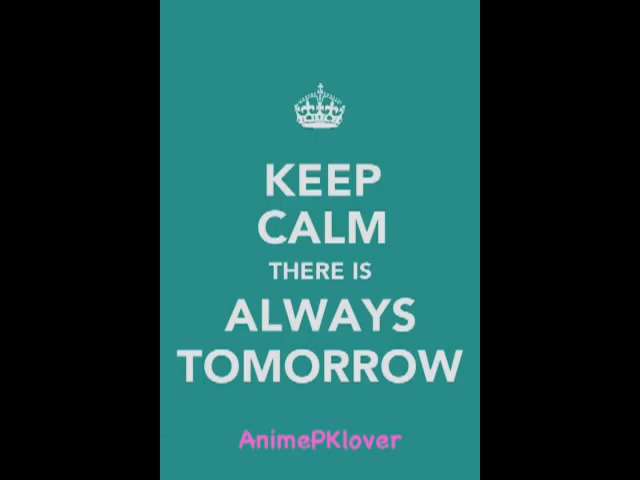 KEEP
CALM
THERE IS
ALWAYS
TOMORROW
AnimePKlover